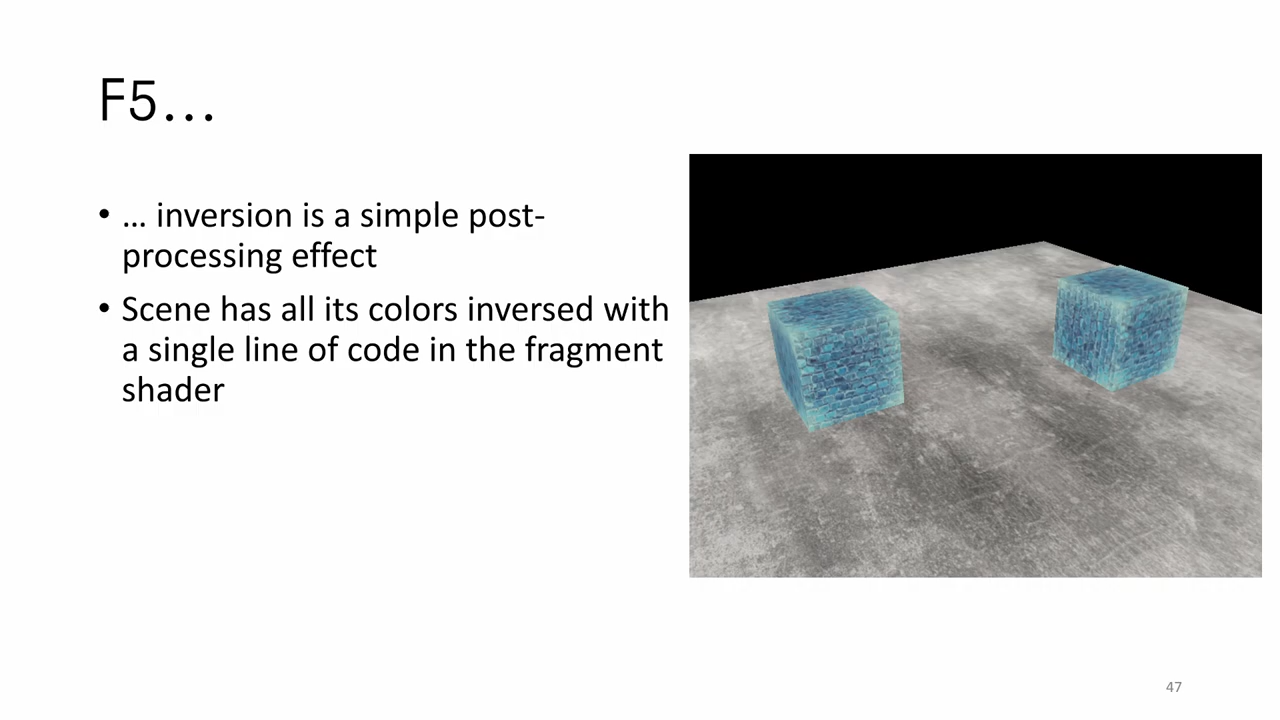 F5…
• … inversion is a simple post-
processing effect
• Scene has all its colors inversed with
a single line of code in the fragment
shader
47